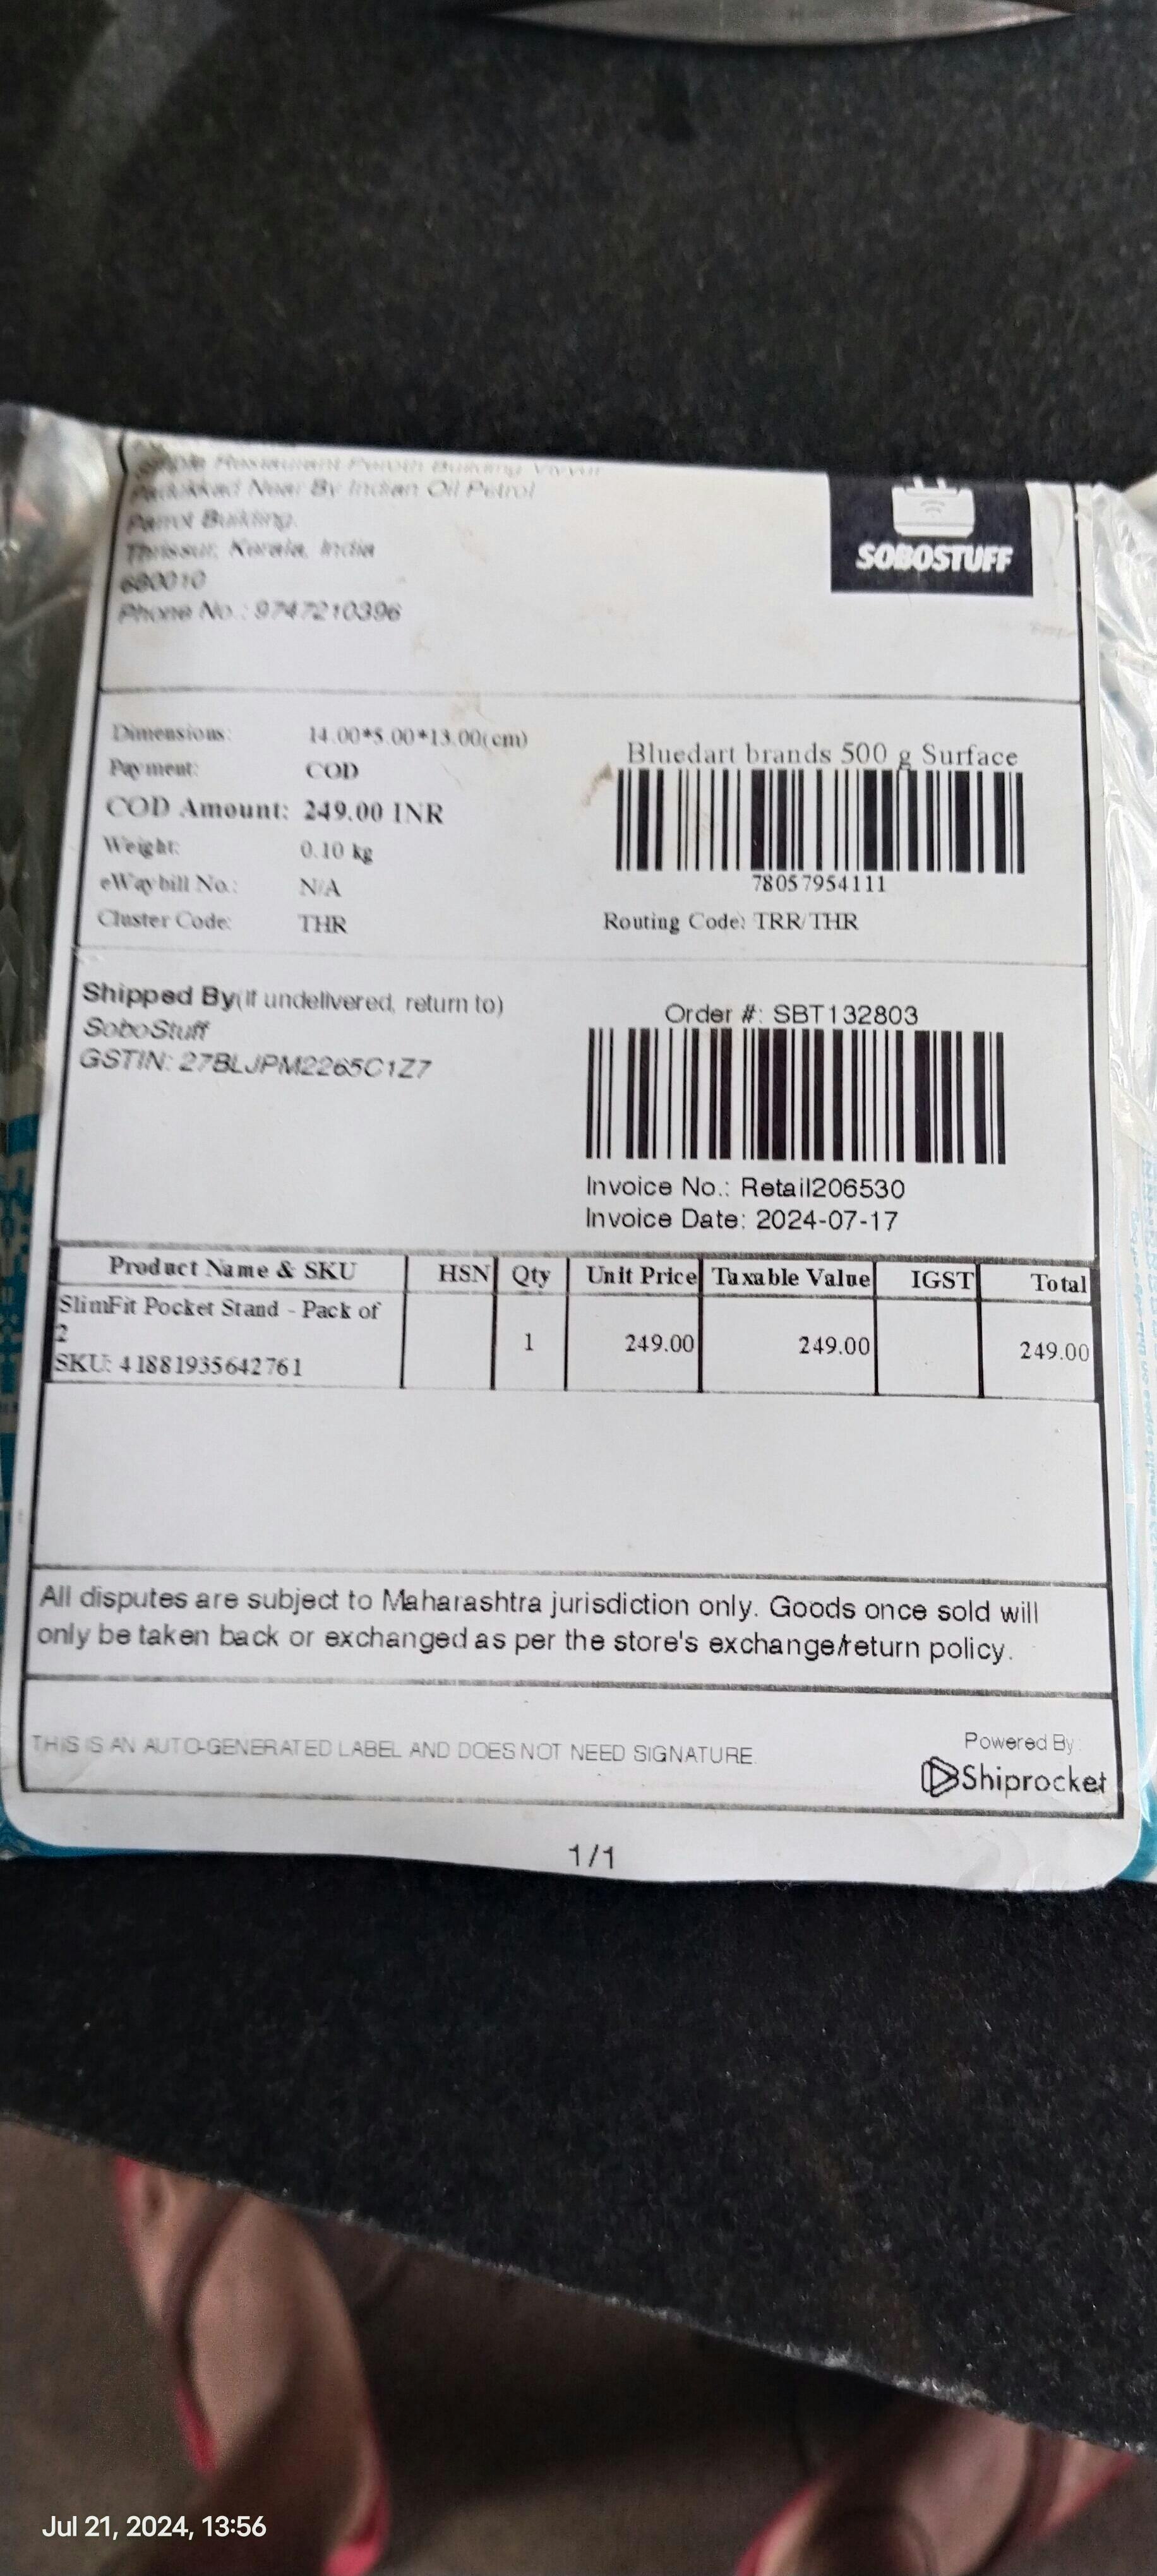 Restaurant Building
Padukkad Near By Indian Oil Petrol
Parrot Building.
Thrissur, Kerala, India
680010
Phone No.: 9747210396
SOBOSTUFF
Dimensions: 14.00*5.00*13.00(cm)
Payment: COD
COD Amount: 249.00 INR
Weight: 0.10 kg
eWaybill No.: N/A
Cluster Code: THR
Bluedart brands 500 g Surface
78057954111
Routing Code: TRR/THR
Shipped By(If undelivered, return to)
SoboStuff
GSTIN: 27BLJPM2265C1Z7
Order #: SBT132803
Invoice No.: Retail206530
Invoice Date: 2024-07-17
Product Name & SKU HSN Qty Unit Price Taxable Value IGST Total
SlimFit Pocket Stand - Pack of
2
SKU: 41881935642761
1 249.00 249.00 249.00
All disputes are subject to Maharashtra jurisdiction only. Goods once sold will
only be taken back or exchanged as per the store's exchange/return policy.
THIS IS AN AUTO-GENERATED LABEL AND DOES NOT NEED SIGNATURE.
Powered By:
Shiprocket
1/1
Jul 21, 2024, 13:56